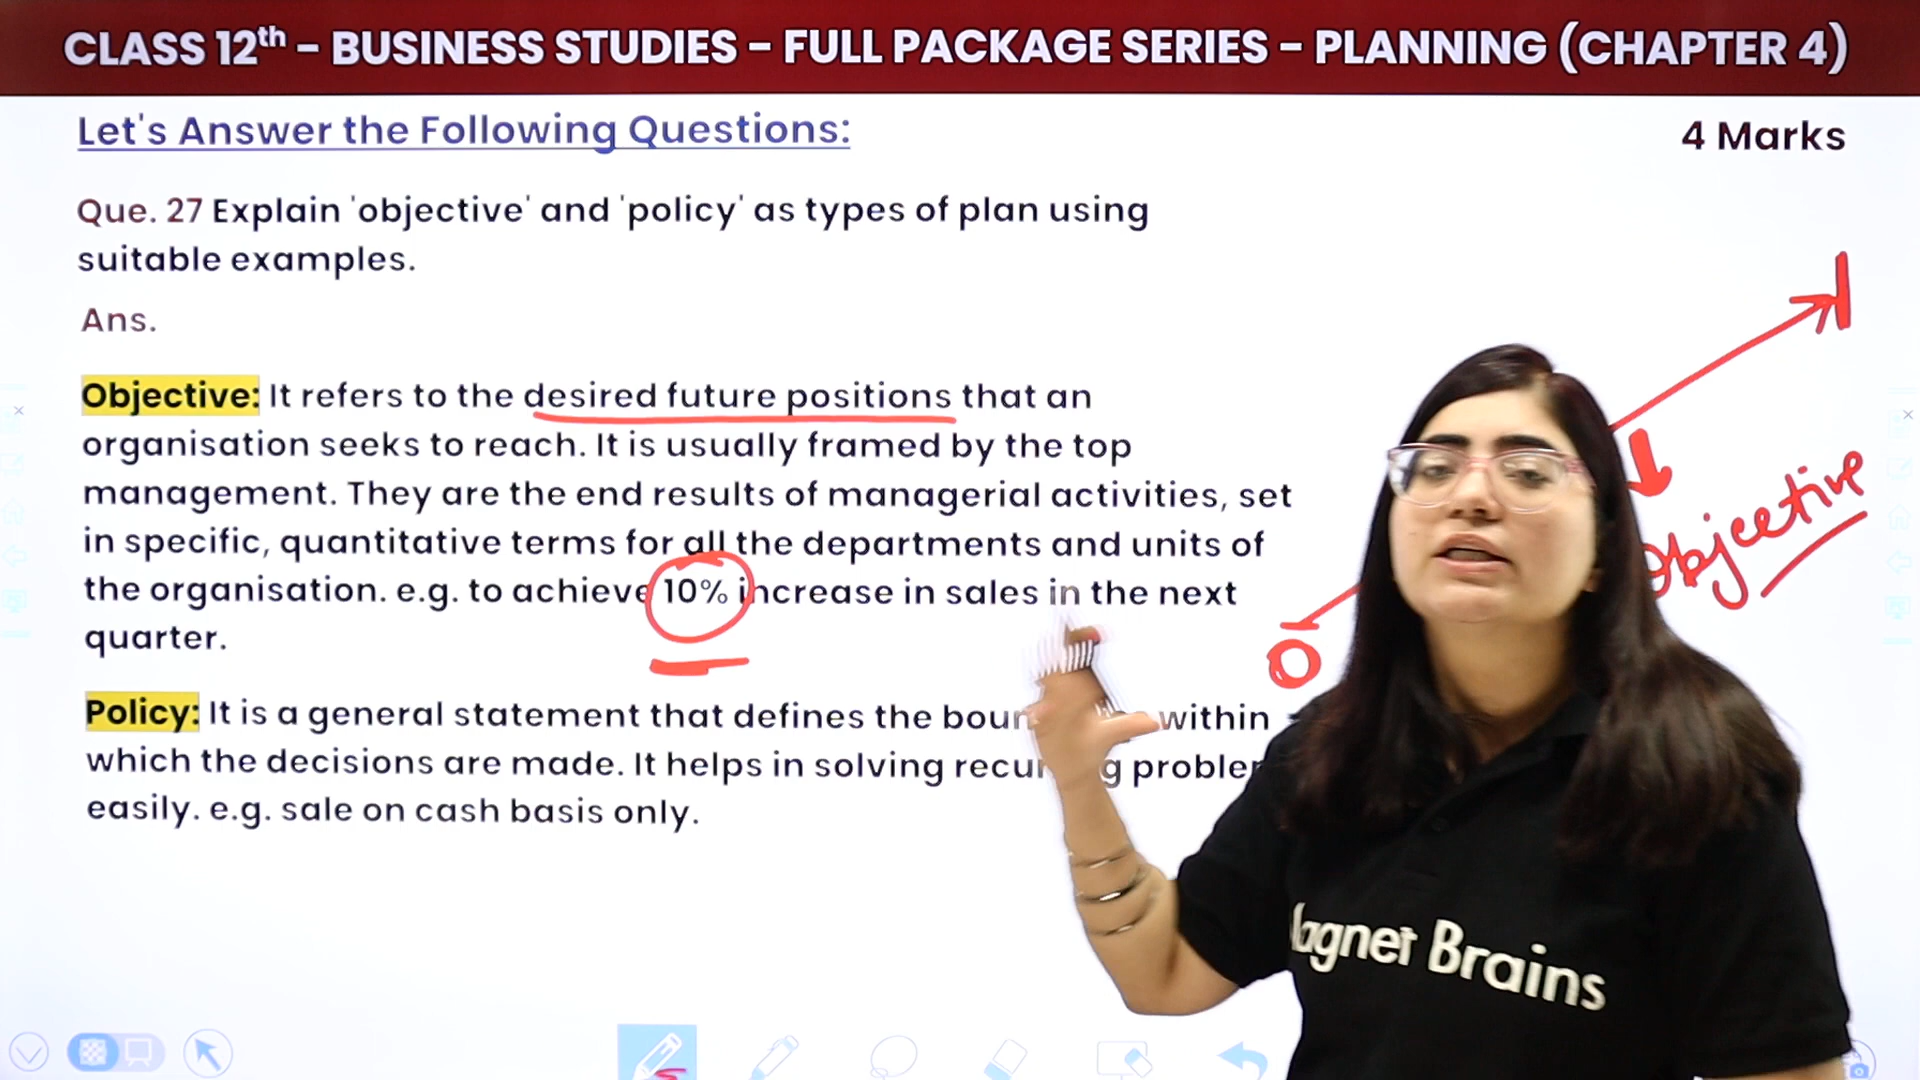 CLASS 12th – BUSINESS STUDIES – FULL PACKAGE SERIES – PLANNING (CHAPTER 4)
Let's Answer the Following Questions:
4 Marks
Que. 27 Explain 'objective' and 'policy' as types of plan using
suitable examples.
Ans.
Objective: It refers to the desired future positions that an
organisation seeks to reach. It is usually framed by the top
management. They are the end results of managerial activities, set
in specific, quantitative terms for all the departments and units of
the organisation. e.g. to achieve 10% increase in sales in the next
quarter.
Objective
0
Policy: It is a general statement that defines the within
which the decisions are made. It helps in solving
easily. e.g. sale on cash basis only.
Brains